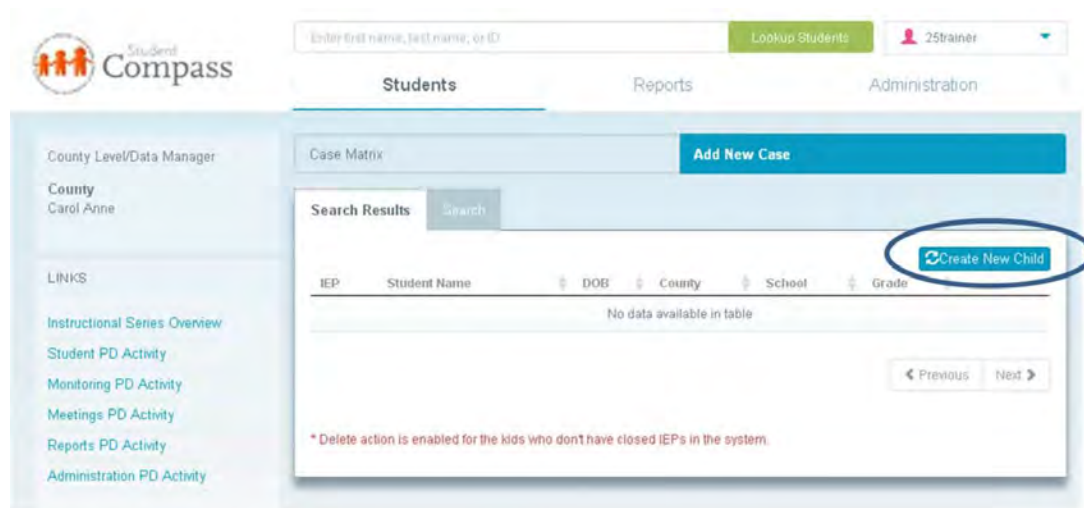 Student
Compass
Enter first name, last name, or ID
Lookup Students
25trainer
Students
Reports
Administration
County Level/Data Manager
County
Carol Anne
LINKS
Instructional Series Overview
Student PD Activity
Monitoring PD Activity
Meetings PD Activity
Reports PD Activity
Administration PD Activity
Case Matrix
Add New Case
Search Results
Search
Create New Child
IEP Student Name DOB County School Grade
No data available in table
Previous Next
* Delete action is enabled for the kids who don't have closed IEPs in the system.